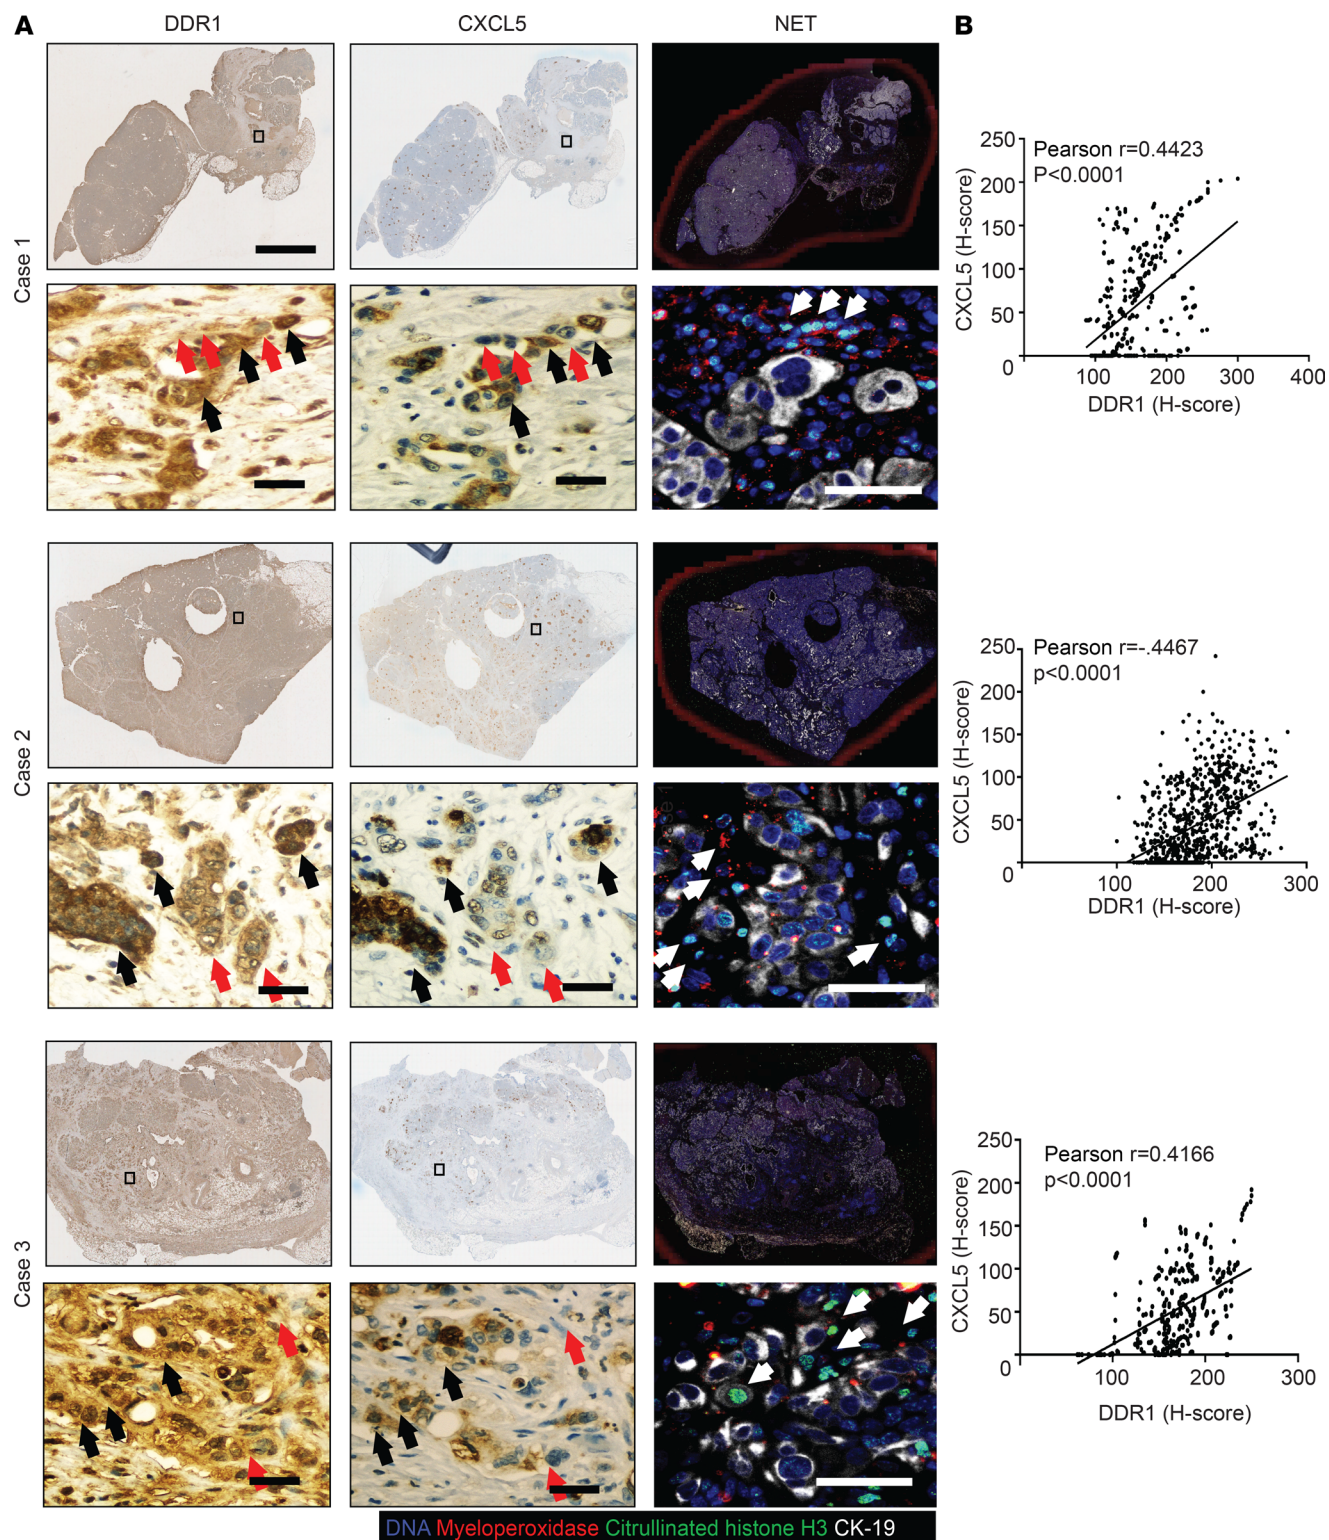 A DDR1 CXCL5 NET B
Case 1
250
200
150
100
50
0
Pearson r=0.4423
P<0.0001
CXCL5 (H-score)
100 200 300 400
DDR1 (H-score)
Case 2
250
200
150
100
50
0
Pearson r=-.4467
p<0.0001
CXCL5 (H-score)
100 200 300
DDR1 (H-score)
Case 3
250
200
150
100
50
0
Pearson r=0.4166
p<0.0001
CXCL5 (H-score)
100 200 300
DDR1 (H-score)
DNA Myeloperoxidase Citrullinated histone H3 CK-19